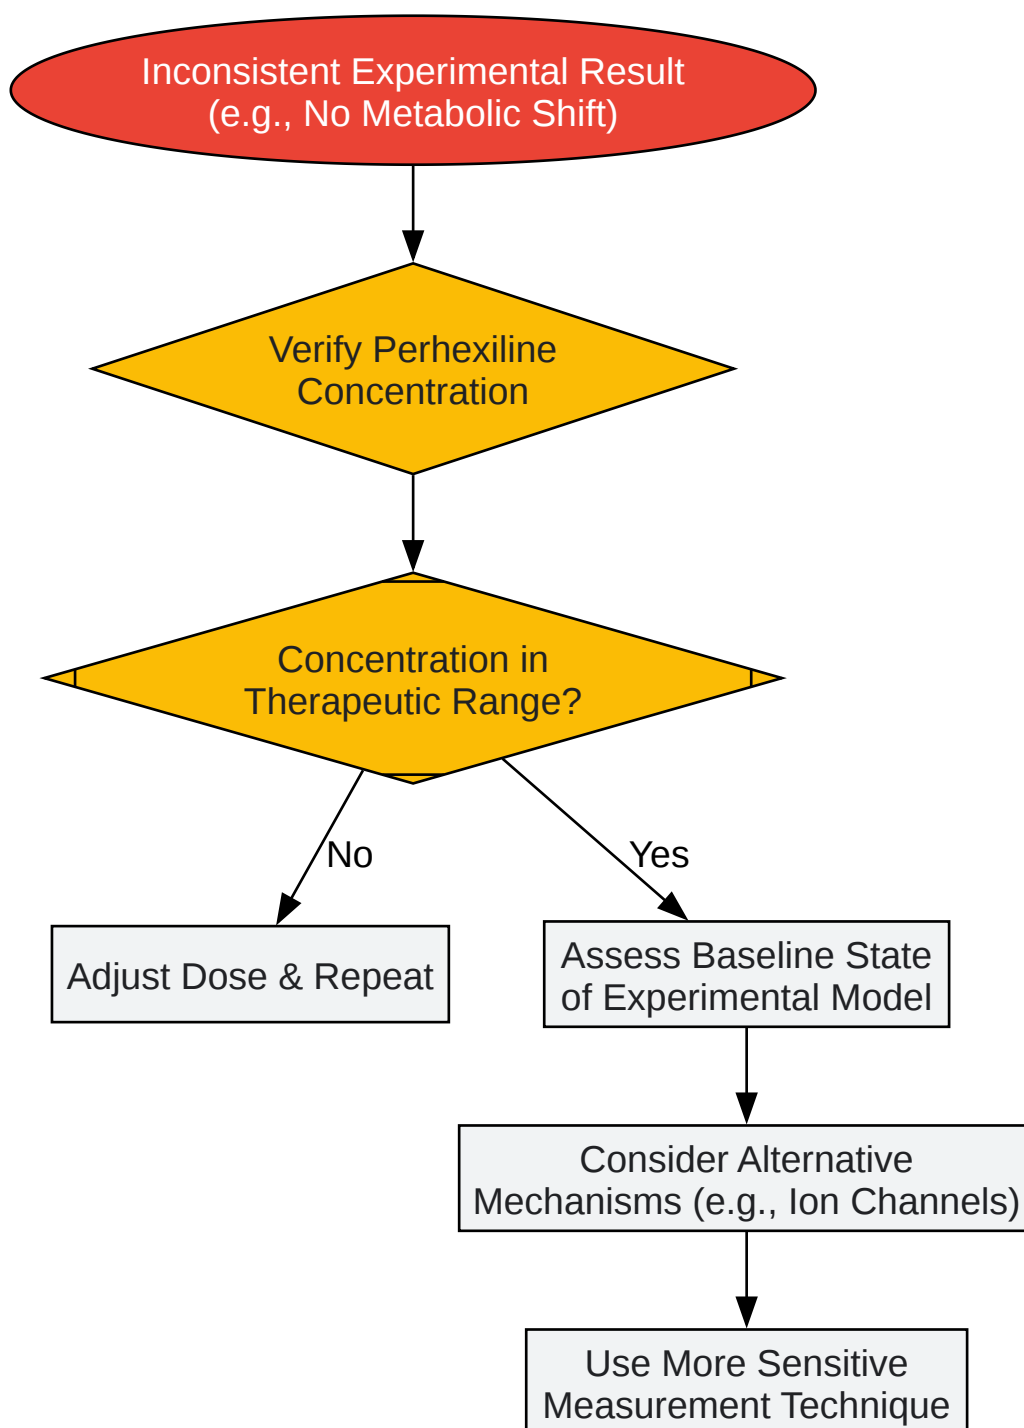 Inconsistent Experimental Result
(e.g., No Metabolic Shift)
Verify Perhexiline
Concentration
Concentration in
Therapeutic Range?
No
Yes
Adjust Dose & Repeat
Assess Baseline State
of Experimental Model
Consider Alternative
Mechanisms (e.g., Ion Channels)
Use More Sensitive
Measurement Technique